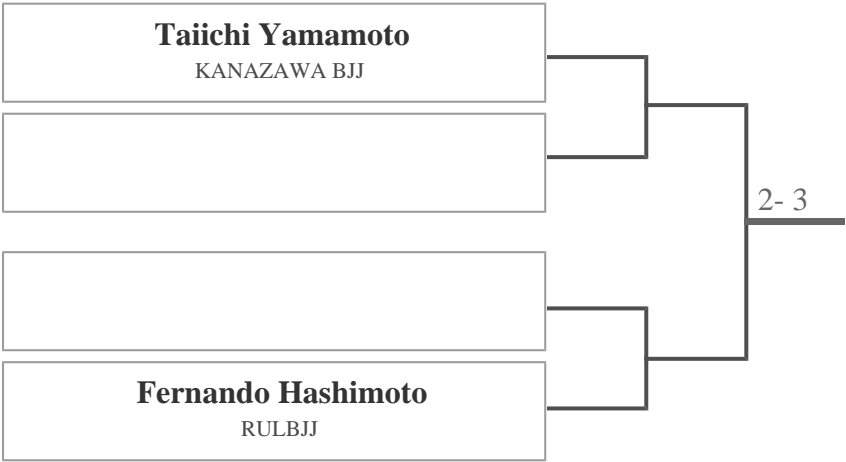 Taiichi Yamamoto
KANAZAWA BJJ
2- 3
Fernando Hashimoto
RULBJJ